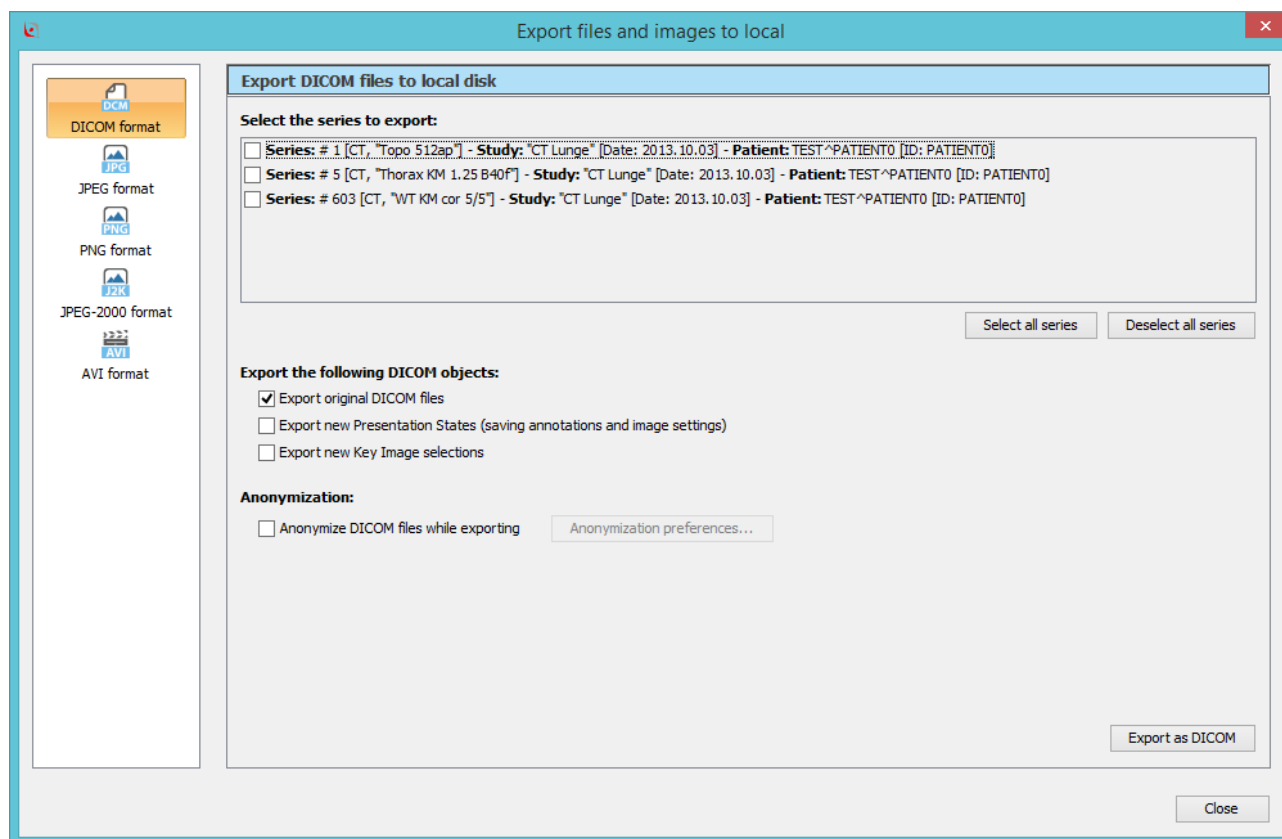 Export files and images to local
DCM
DICOM format
JPG
JPEG format
PNG
PNG format
J2K
JPEG-2000 format
AVI
AVI format
Export DICOM files to local disk
Select the series to export:
Series: # 1 [CT, "Topo 512ap"] - Study: "CT Lunge" [Date: 2013.10.03] - Patient: TEST^PATIENT0 [ID: PATIENT0]
Series: # 5 [CT, "Thorax KM 1.25 B40f"] - Study: "CT Lunge" [Date: 2013.10.03] - Patient: TEST^PATIENT0 [ID: PATIENT0]
Series: # 603 [CT, "WT KM cor 5/5"] - Study: "CT Lunge" [Date: 2013.10.03] - Patient: TEST^PATIENT0 [ID: PATIENT0]
Select all series
Deselect all series
Export the following DICOM objects:
Export original DICOM files
Export new Presentation States (saving annotations and image settings)
Export new Key Image selections
Anonymization:
Anonymize DICOM files while exporting
Anonymization preferences...
Export as DICOM
Close